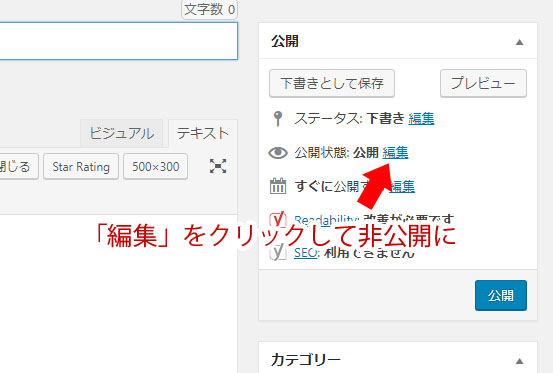 文字数 0
公開
下書きとして保存
プレビュー
ステータス: 下書き 編集
ビジュアル
テキスト
公開状態: 公開 編集
閉じる
Star Rating
500×300
すぐに公開する 編集
Readability: 改善が必要です
「編集」をクリックして非公開に
SEO: 利用できません
公開
カテゴリー